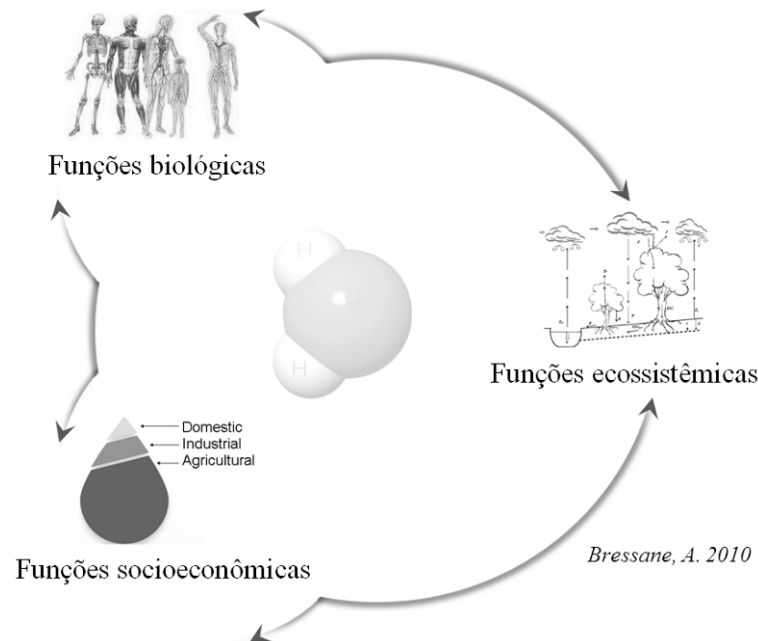 Funções biológicas
H
H
Funções ecossistêmicas
Domestic
Industrial
Agricultural
Funções socioeconômicas
Bressane, A. 2010